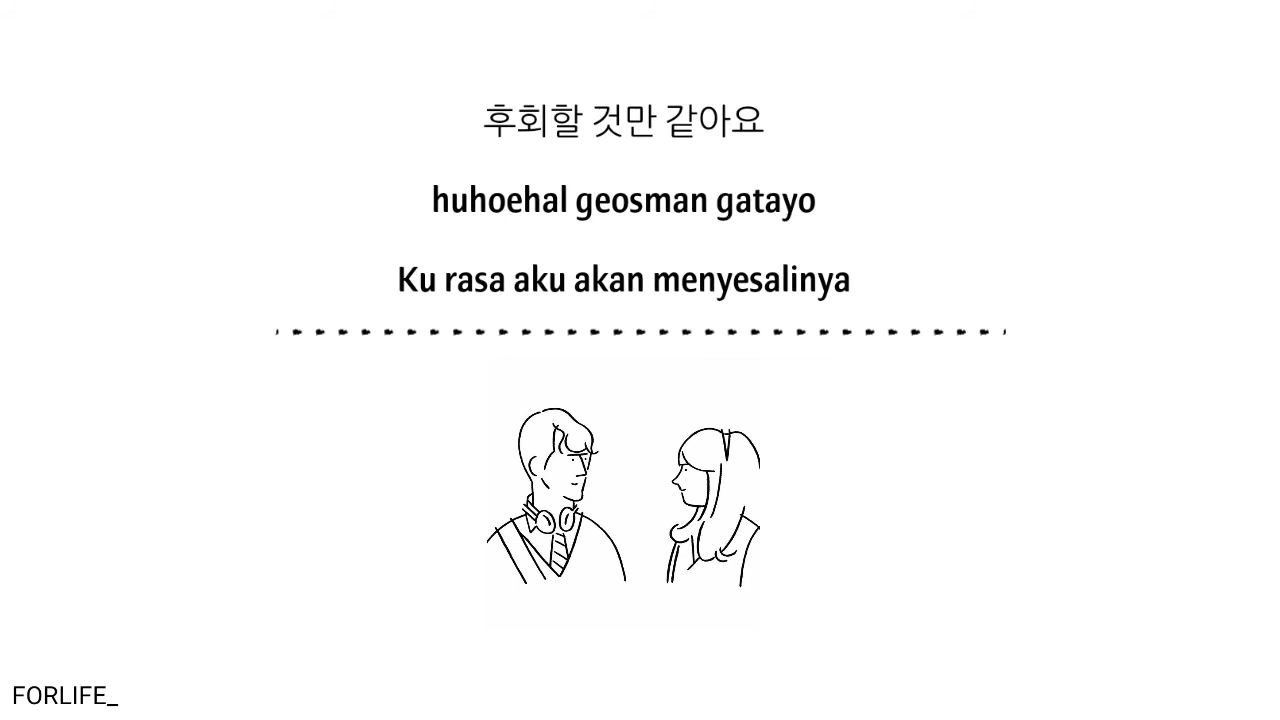 후회할 것만 같아요
huhoehal geosman gatayo
Ku rasa aku akan menyesalinya
FORLIFE_